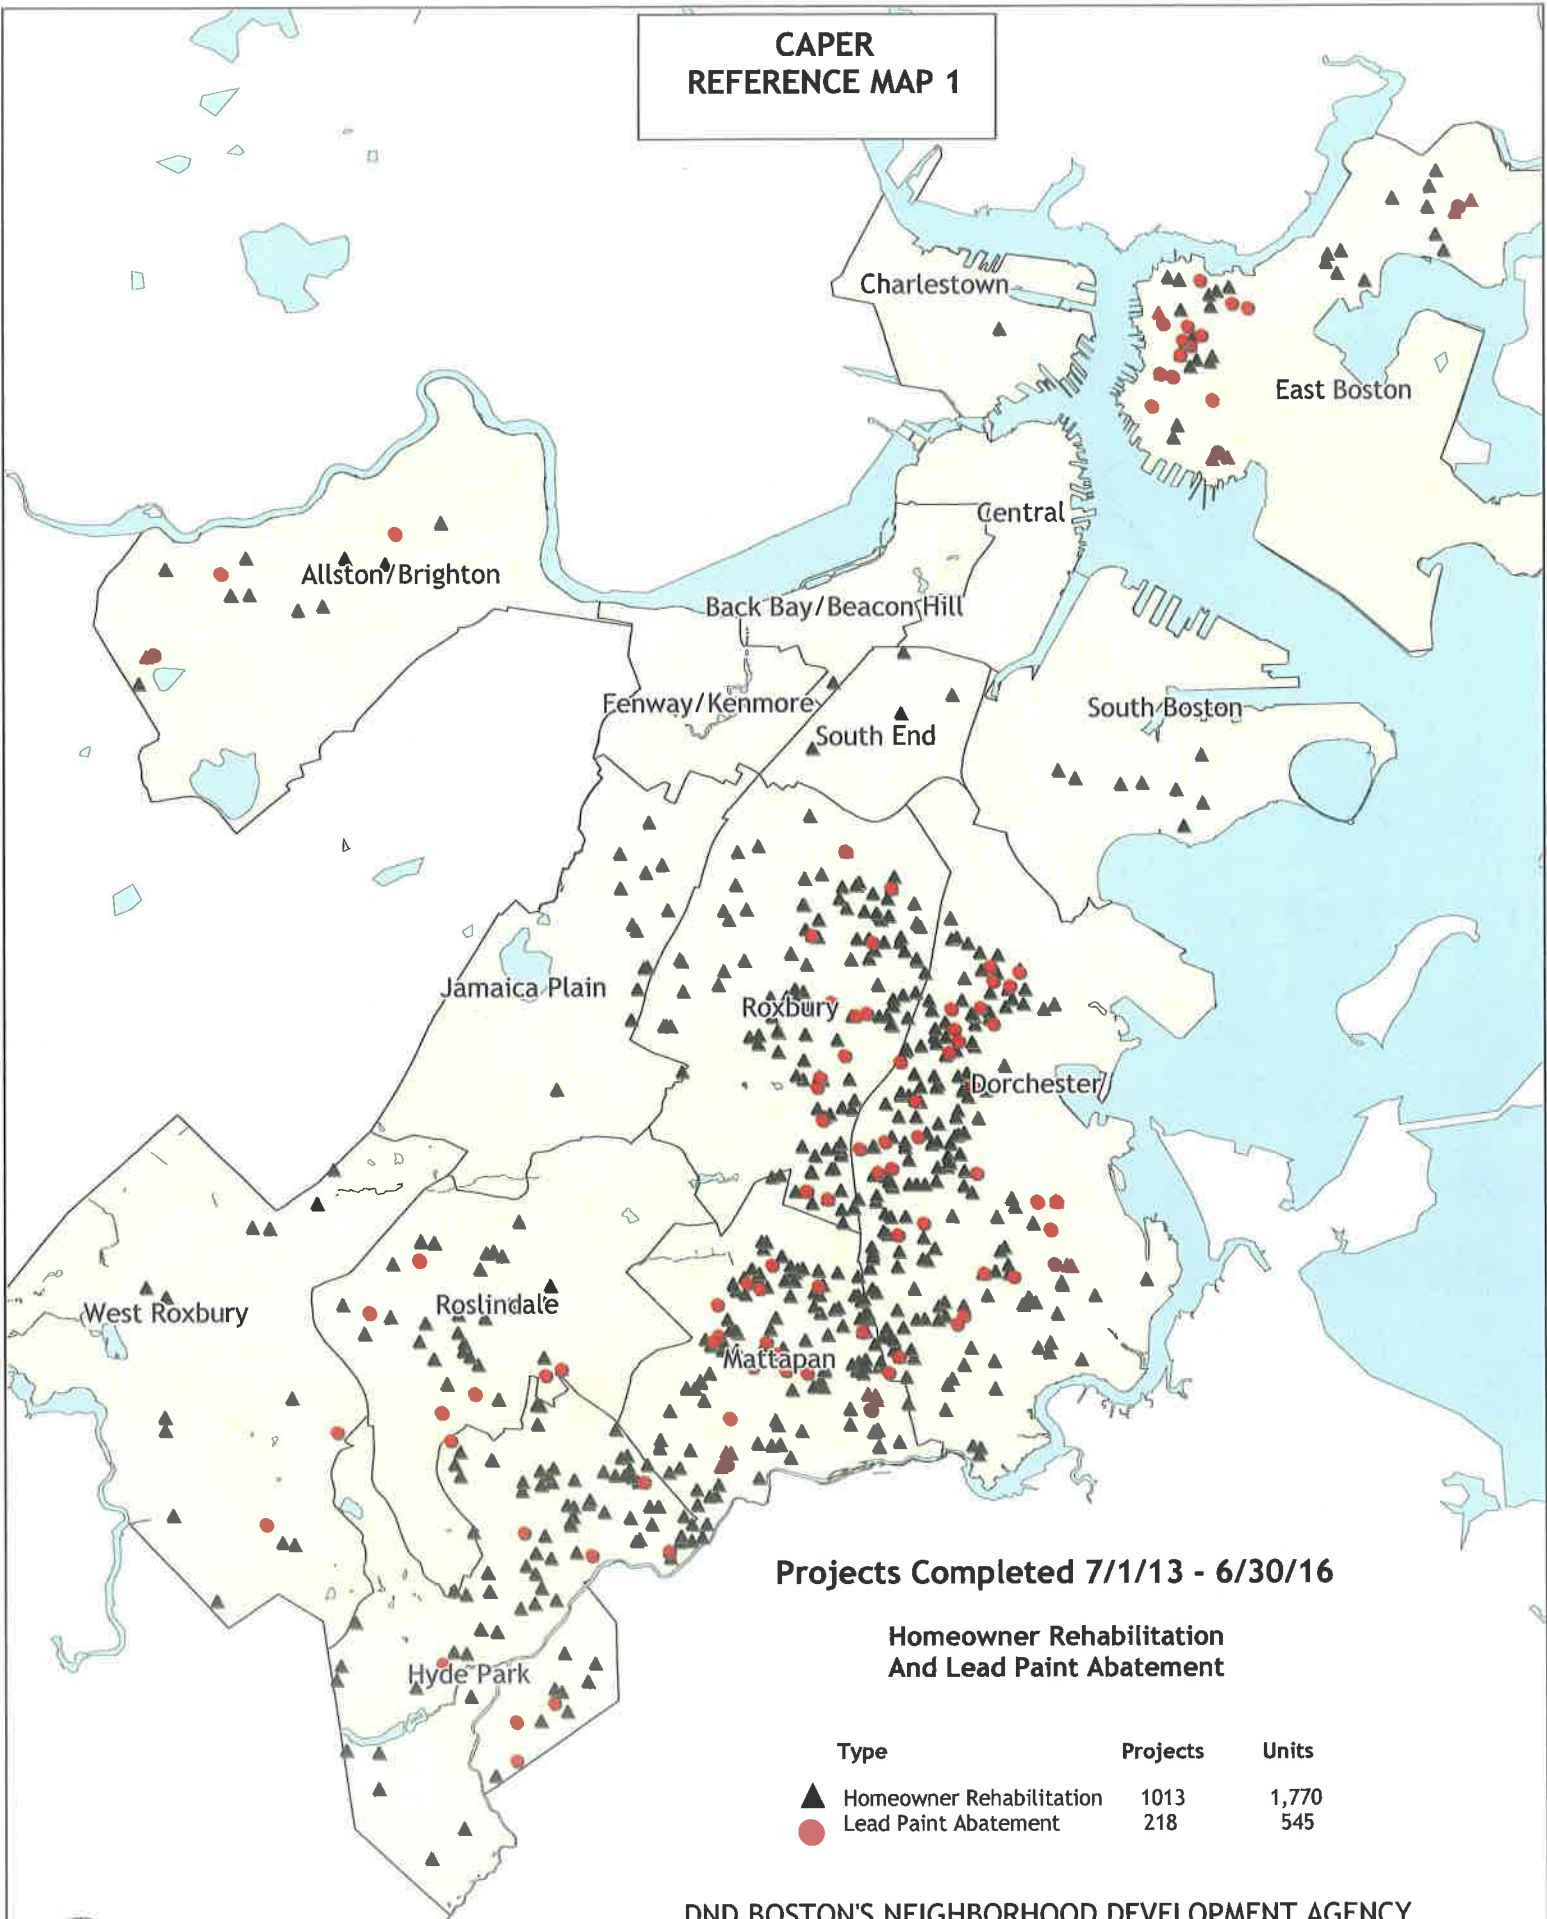 CAPER
REFERENCE MAP 1
Charlestown
East Boston
Central
Allston/Brighton
Back Bay/Beacon Hill
Fenway/Kenmore
South Boston
South End
Jamaica Plain
Roxbury
Dorchester
West Roxbury
Roslindale
Mattapan
Hyde Park
Projects Completed 7/1/13 - 6/30/16
Homeowner Rehabilitation
And Lead Paint Abatement
Type Projects Units
Homeowner Rehabilitation 1013 1,770
Lead Paint Abatement 218 545
DND BOSTON'S NEIGHBORHOOD DEVELOPMENT AGENCY